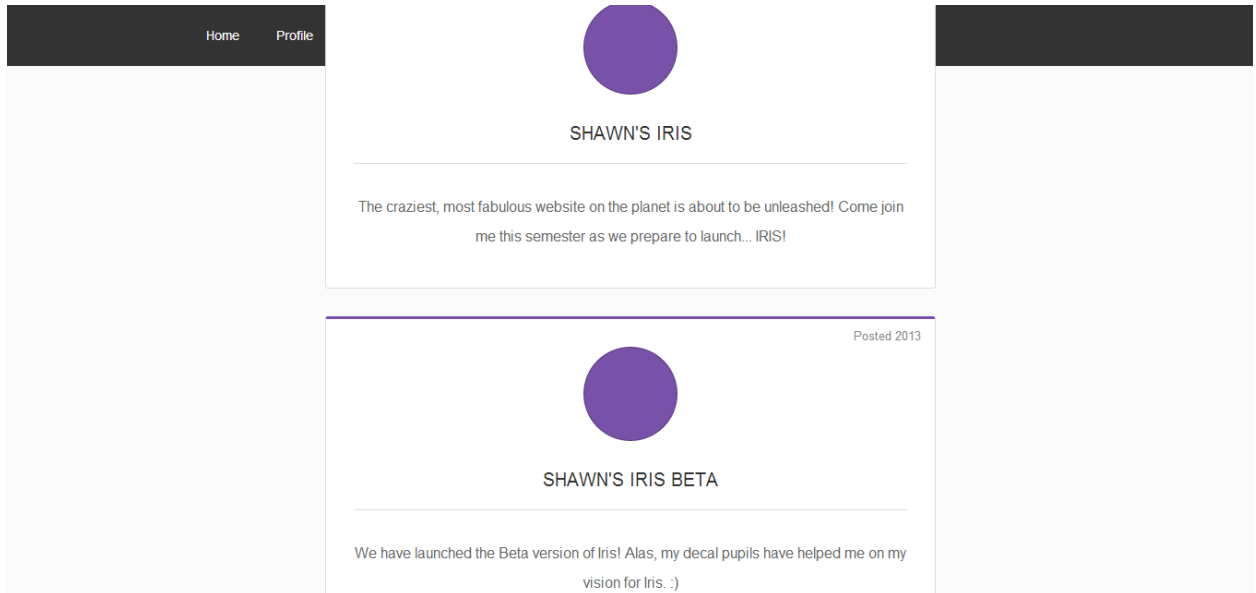 Home Profile
SHAWN'S IRIS
The craziest, most fabulous website on the planet is about to be unleashed! Come join
me this semester as we prepare to launch... IRIS!
Posted 2013
SHAWN'S IRIS BETA
We have launched the Beta version of Iris! Alas, my decal pupils have helped me on my
vision for Iris. :)